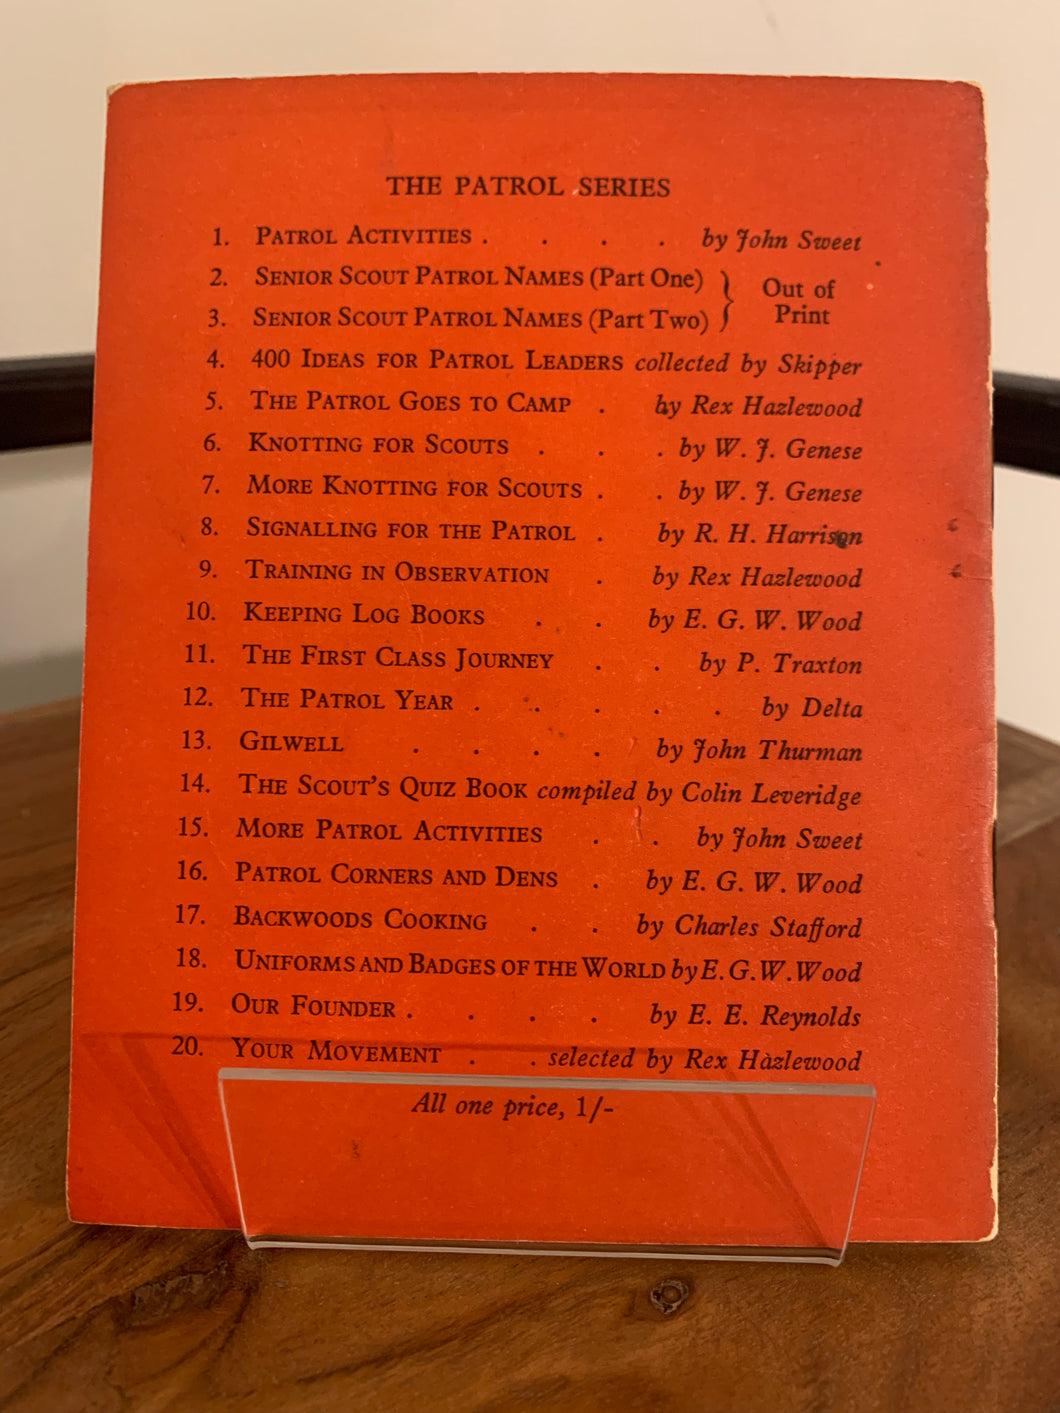 THE PATROL SERIES
1. PATROL ACTIVITIES . . . . by John Sweet
2. SENIOR SCOUT PATROL NAMES (Part One) } Out of
3. SENIOR SCOUT PATROL NAMES (Part Two) } Print
4. 400 IDEAS FOR PATROL LEADERS collected by Skipper
5. THE PATROL GOES TO CAMP . by Rex Hazlewood
6. KNOTTING FOR SCOUTS . . . by W. J. Genese
7. MORE KNOTTING FOR SCOUTS . . by W. J. Genese
8. SIGNALLING FOR THE PATROL . by R. H. Harrison
9. TRAINING IN OBSERVATION . by Rex Hazlewood
10. KEEPING LOG BOOKS . . by E. G. W. Wood
11. THE FIRST CLASS JOURNEY . . by P. Traxton
12. THE PATROL YEAR . . . . . by Delta
13. GILWELL . . . . by John Thurman
14. THE SCOUT'S QUIZ BOOK compiled by Colin Leveridge
15. MORE PATROL ACTIVITIES . . by John Sweet
16. PATROL CORNERS AND DENS . by E. G. W. Wood
17. BACKWOODS COOKING . . by Charles Stafford
18. UNIFORMS AND BADGES OF THE WORLD by E.G.W.Wood
19. OUR FOUNDER . . . . by E. E. Reynolds
20. YOUR MOVEMENT . . selected by Rex Hazlewood
All one price, 1/-